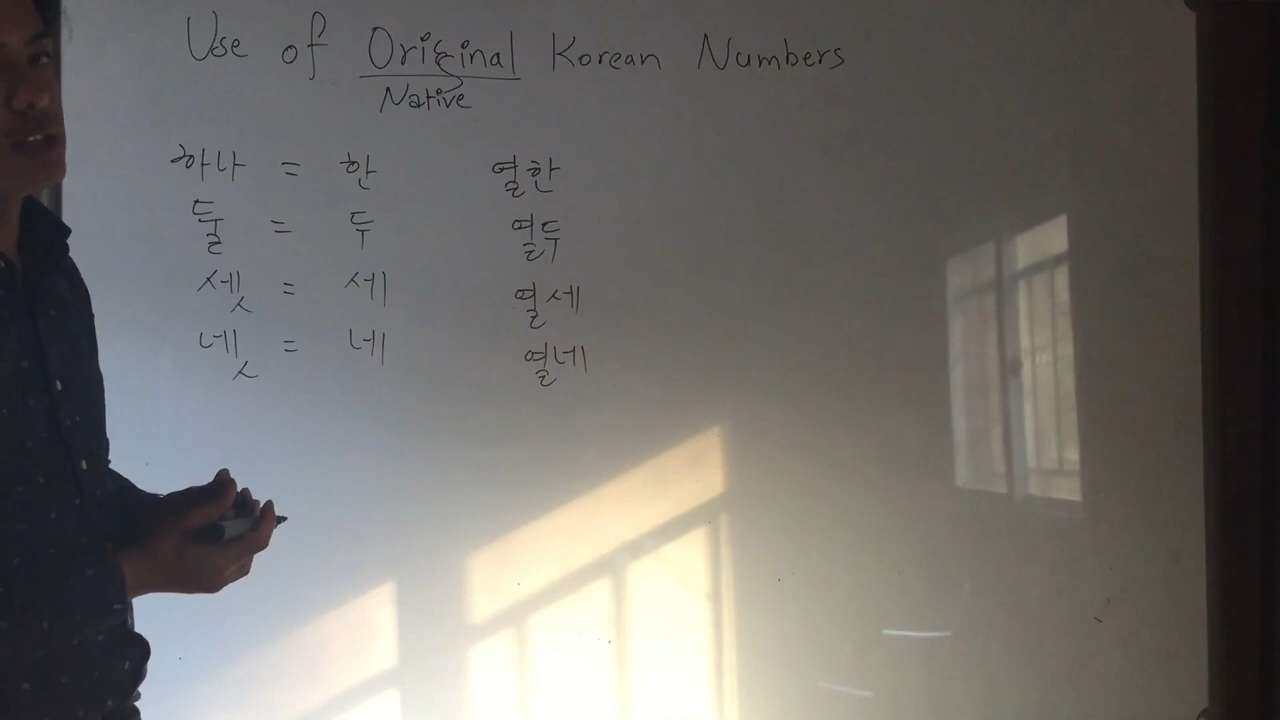 Use of Original Korean Numbers
Native
하나 = 한 열한
둘 = 두 열두
셋 = 세 열세
넷 = 네 열네